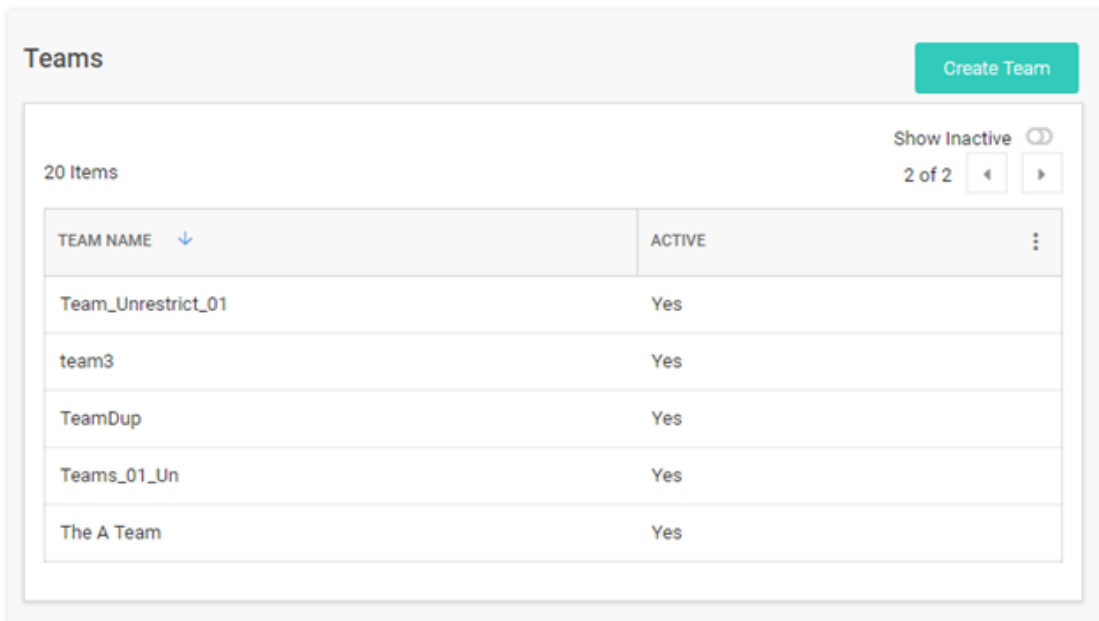 Teams
Create Team
Show Inactive
20 Items
2 of 2
TEAM NAME ACTIVE
Team_Unrestrict_01 Yes
team3 Yes
TeamDup Yes
Teams_01_Un Yes
The A Team Yes